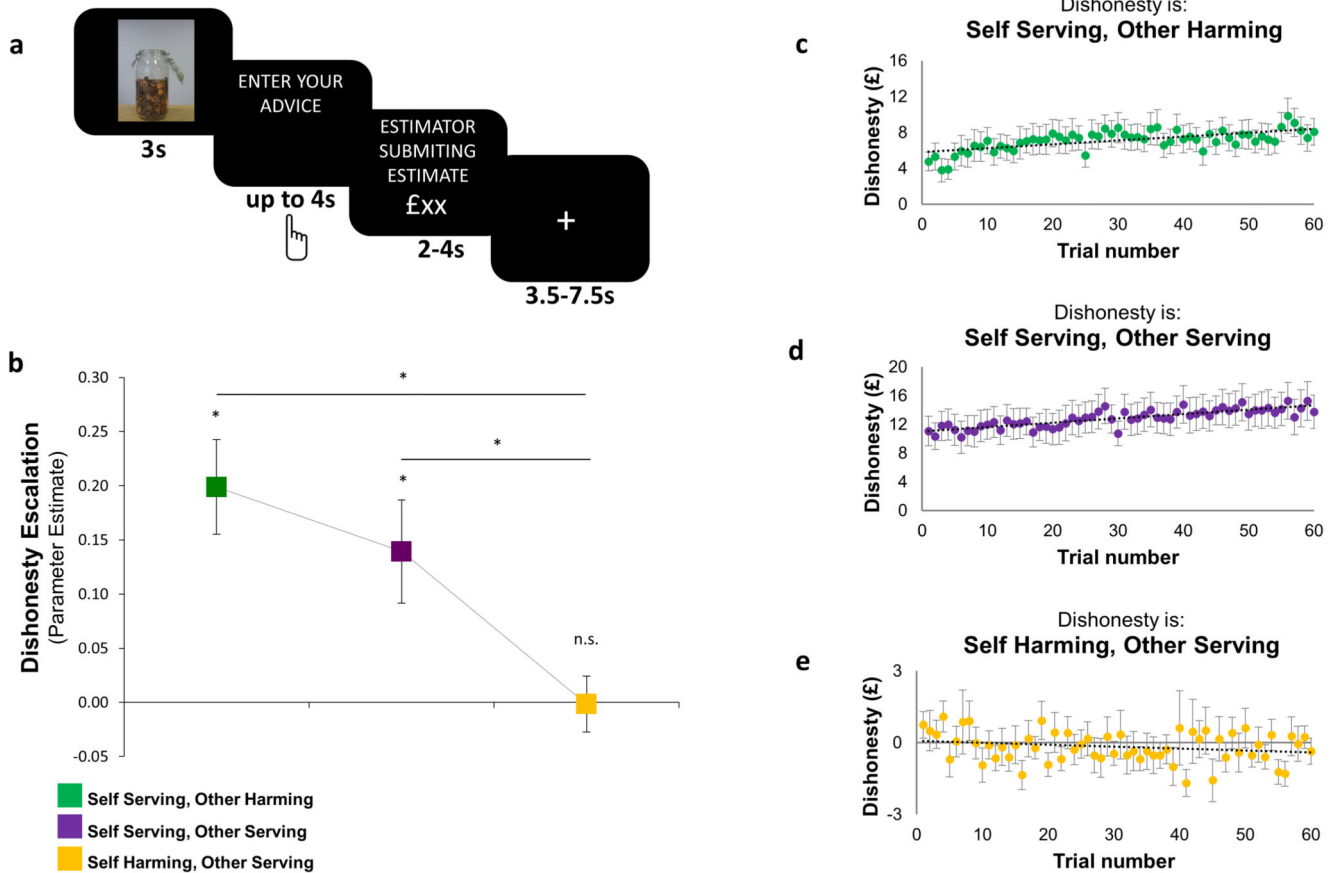 a
3s
ENTER YOUR
ADVICE
up to 4s
ESTIMATOR
SUBMITING
ESTIMATE
£xx
2-4s
+
3.5-7.5s
b
Dishonesty Escalation
(Parameter Estimate)
0.30
0.25
0.20
0.15
0.10
0.05
0.00
-0.05
*
*
*
*
n.s.
Self Serving, Other Harming
Self Serving, Other Serving
Self Harming, Other Serving
c
Dishonesty is:
Self Serving, Other Harming
Dishonesty (£)
16
12
8
4
0
0 10 20 30 40 50 60
Trial number
d
Dishonesty is:
Self Serving, Other Serving
Dishonesty (£)
20
16
12
8
4
0
0 10 20 30 40 50 60
Trial number
e
Dishonesty is:
Self Harming, Other Serving
Dishonesty (£)
3
0
-3
0 10 20 30 40 50 60
Trial number